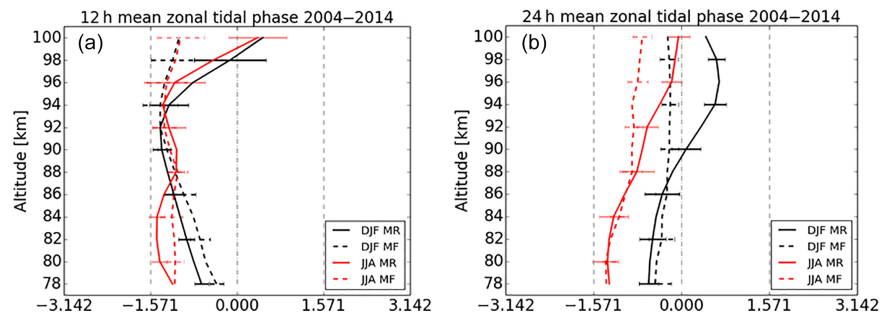 12 h mean zonal tidal phase 2004−2014
(a)
Altitude [km]
100
98
96
94
92
90
88
86
84
82
80
78
−3.142
−1.571
0.000
1.571
3.142
DJF MR
DJF MF
JJA MR
JJA MF
24 h mean zonal tidal phase 2004−2014
(b)
Altitude [km]
100
98
96
94
92
90
88
86
84
82
80
78
−3.142
−1.571
0.000
1.571
3.142
DJF MR
DJF MF
JJA MR
JJA MF